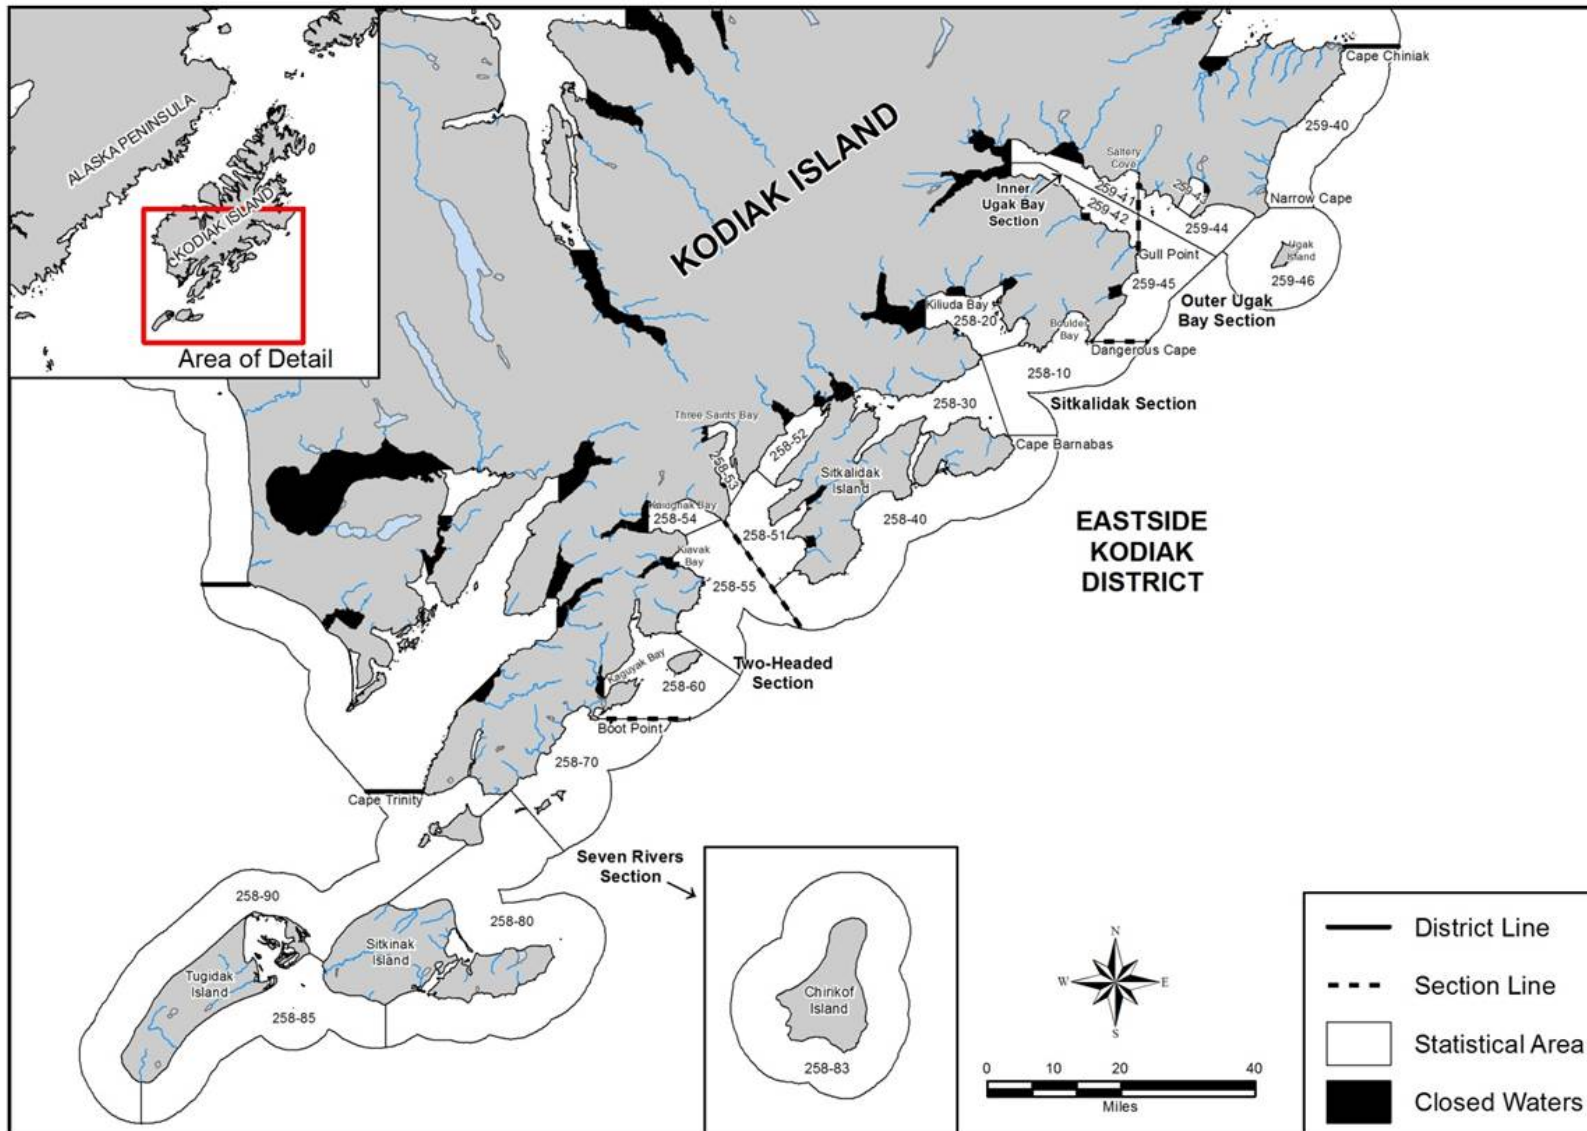 ALASKA PENINSULA
KODIAK ISLAND
Area of Detail
KODIAK ISLAND
Cape Chiniak
259-40
Saltery
Cove
Inner
Ugak Bay
Section
259-41
259-42
259-43
Narrow Cape
259-44
Gull Point
Ugak
Island
259-45
259-46
Outer Ugak
Bay Section
Kiliuda Bay
258-20
Boulder
Bay
Dangerous Cape
258-10
258-30
Sitkalidak Section
Three Saints Bay
258-52
Cape Barnabas
258-53
Sitkalidak
Island
258-54
258-51
258-40
EASTSIDE
KODIAK
DISTRICT
Kiavak
Bay
258-55
Two-Headed
Section
Kaguyak Bay
258-60
Boot Point
258-70
Cape Trinity
Seven Rivers
Section
258-90
258-80
Sitkinak
Island
Tugidak
Island
258-85
Chirikof
Island
258-83
N
W
E
S
0 10 20 40
Miles
District Line
Section Line
Statistical Area
Closed Waters